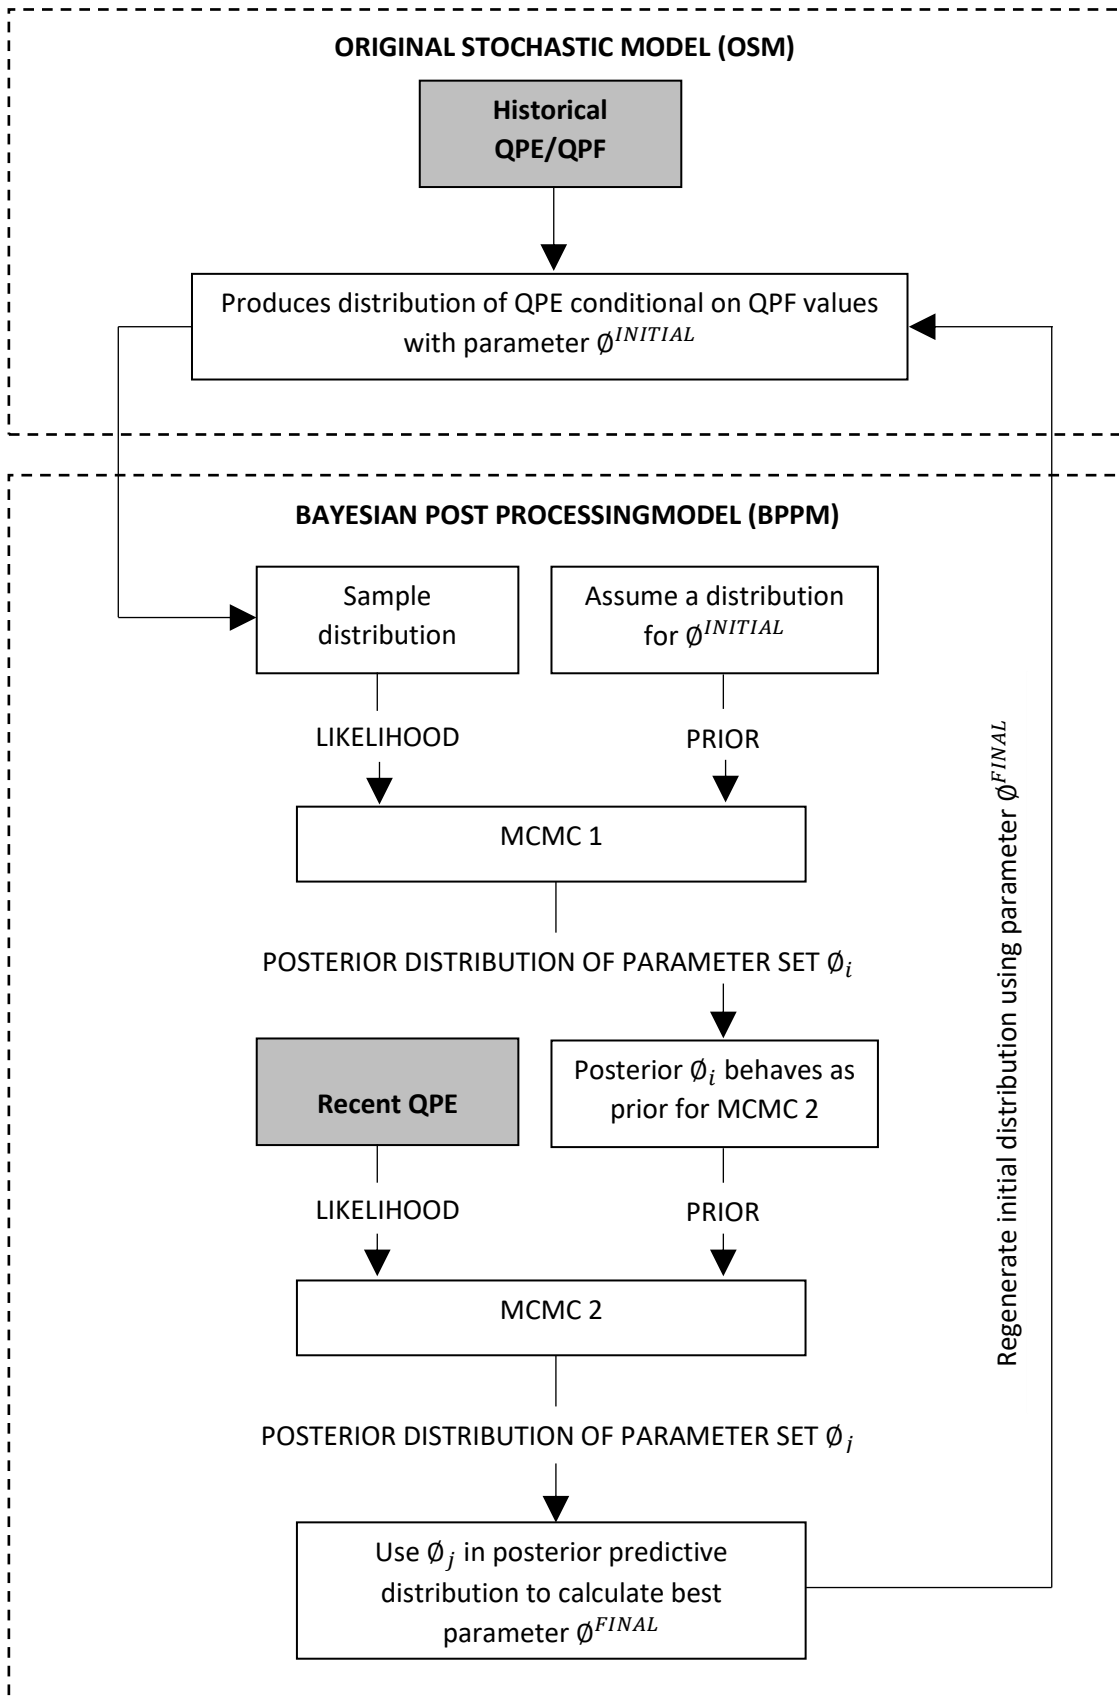 ORIGINAL STOCHASTIC MODEL (OSM)
Historical
QPE/QPF
Produces distribution of QPE conditional on QPF values
with parameter ∅^INITIAL
BAYESIAN POST PROCESSINGMODEL (BPPM)
Sample
distribution
Assume a distribution
for ∅^INITIAL
LIKELIHOOD
PRIOR
MCMC 1
POSTERIOR DISTRIBUTION OF PARAMETER SET ∅_i
Recent QPE
Posterior ∅_i behaves as
prior for MCMC 2
LIKELIHOOD
PRIOR
MCMC 2
POSTERIOR DISTRIBUTION OF PARAMETER SET ∅_j
Use ∅_j in posterior predictive
distribution to calculate best
parameter ∅^FINAL
Regenerate initial distribution using parameter ∅^FINAL